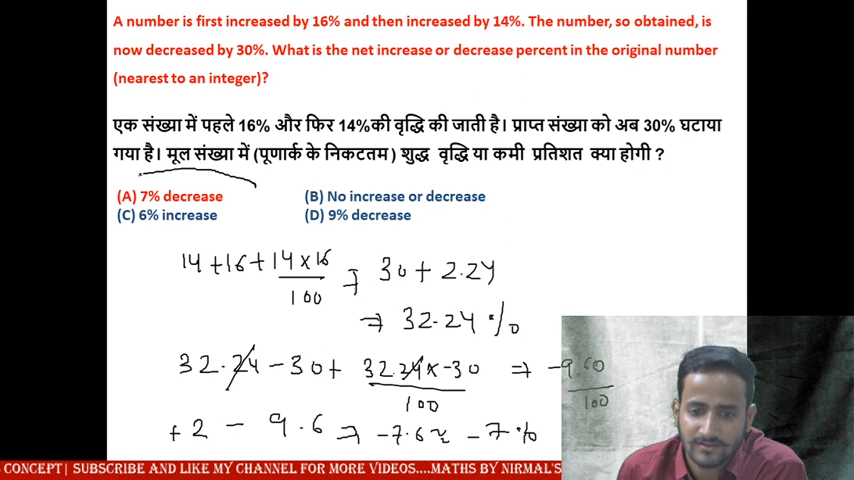 A number is first increased by 16% and then increased by 14%. The number, so obtained, is
now decreased by 30%. What is the net increase or decrease percent in the original number
(nearest to an integer)?
एक संख्या में पहले 16% और फिर 14%की वृद्धि की जाती है। प्राप्त संख्या को अब 30% घटाया
गया है। मूल संख्या में (पूणार्क के निकटतम) शुद्ध वृद्धि या कमी प्रतिशत क्या होगी ?
(A) 7% decrease (B) No increase or decrease
(C) 6% increase (D) 9% decrease
14+16+14×16/100 ⇒ 30+2.24
⇒ 32.24%
32.24-30+32.24×-30/100 ⇒ -960/100
+2 - 9.6 ⇒ -7.6≈ -7%
CONCEPT| SUBSCRIBE AND LIKE MY CHANNEL FOR MORE VIDEOS....MATHS BY NIRMAL'S